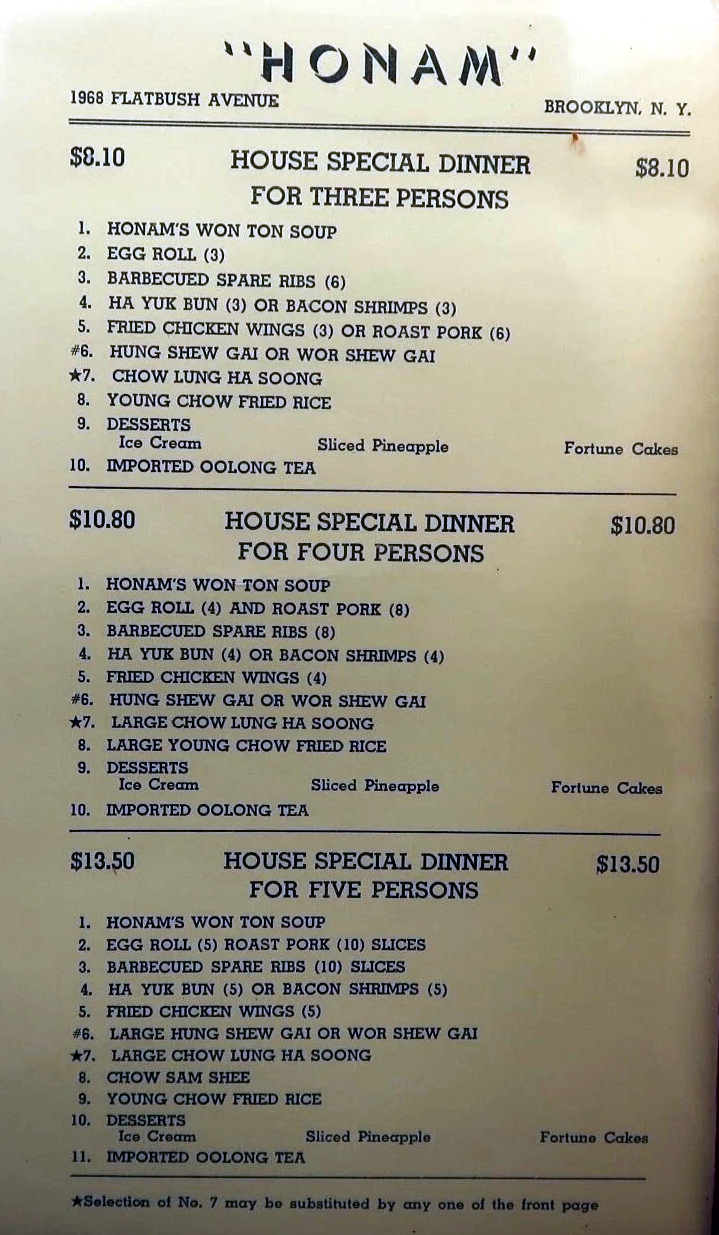 "HONAM"
1968 FLATBUSH AVENUE BROOKLYN, N. Y.
$8.10 HOUSE SPECIAL DINNER $8.10
FOR THREE PERSONS
1. HONAM'S WON TON SOUP
2. EGG ROLL (3)
3. BARBECUED SPARE RIBS (6)
4. HA YUK BUN (3) OR BACON SHRIMPS (3)
5. FRIED CHICKEN WINGS (3) OR ROAST PORK (6)
#6. HUNG SHEW GAI OR WOR SHEW GAI
★7. CHOW LUNG HA SOONG
8. YOUNG CHOW FRIED RICE
9. DESSERTS
Ice Cream Sliced Pineapple Fortune Cakes
10. IMPORTED OOLONG TEA
$10.80 HOUSE SPECIAL DINNER $10.80
FOR FOUR PERSONS
1. HONAM'S WON TON SOUP
2. EGG ROLL (4) AND ROAST PORK (8)
3. BARBECUED SPARE RIBS (8)
4. HA YUK BUN (4) OR BACON SHRIMPS (4)
5. FRIED CHICKEN WINGS (4)
#6. HUNG SHEW GAI OR WOR SHEW GAI
★7. LARGE CHOW LUNG HA SOONG
8. LARGE YOUNG CHOW FRIED RICE
9. DESSERTS
Ice Cream Sliced Pineapple Fortune Cakes
10. IMPORTED OOLONG TEA
$13.50 HOUSE SPECIAL DINNER $13.50
FOR FIVE PERSONS
1. HONAM'S WON TON SOUP
2. EGG ROLL (5) ROAST PORK (10) SLICES
3. BARBECUED SPARE RIBS (10) SLICES
4. HA YUK BUN (5) OR BACON SHRIMPS (5)
5. FRIED CHICKEN WINGS (5)
#6. LARGE HUNG SHEW GAI OR WOR SHEW GAI
★7. LARGE CHOW LUNG HA SOONG
8. CHOW SAM SHEE
9. YOUNG CHOW FRIED RICE
10. DESSERTS
Ice Cream Sliced Pineapple Fortune Cakes
11. IMPORTED OOLONG TEA
★Selection of No. 7 may be substituted by any one of the front page